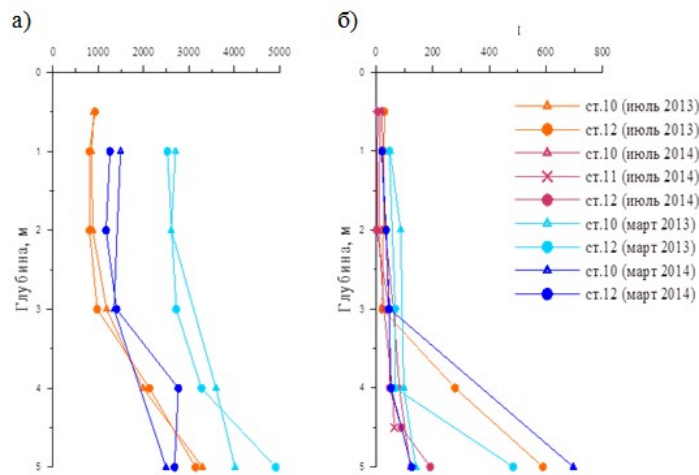 а)
б)
0 1000 2000 3000 4000 5000
0 200 400 600 800
0
1
2
3
4
5
Глубина, м
0
1
2
3
4
5
Глубина, м
ст.10 (июль 2013)
ст.12 (июль 2013)
ст.10 (июль 2014)
ст.11 (июль 2014)
ст.12 (июль 2014)
ст.10 (март 2013)
ст.12 (март 2013)
ст.10 (март 2014)
ст.12 (март 2014)